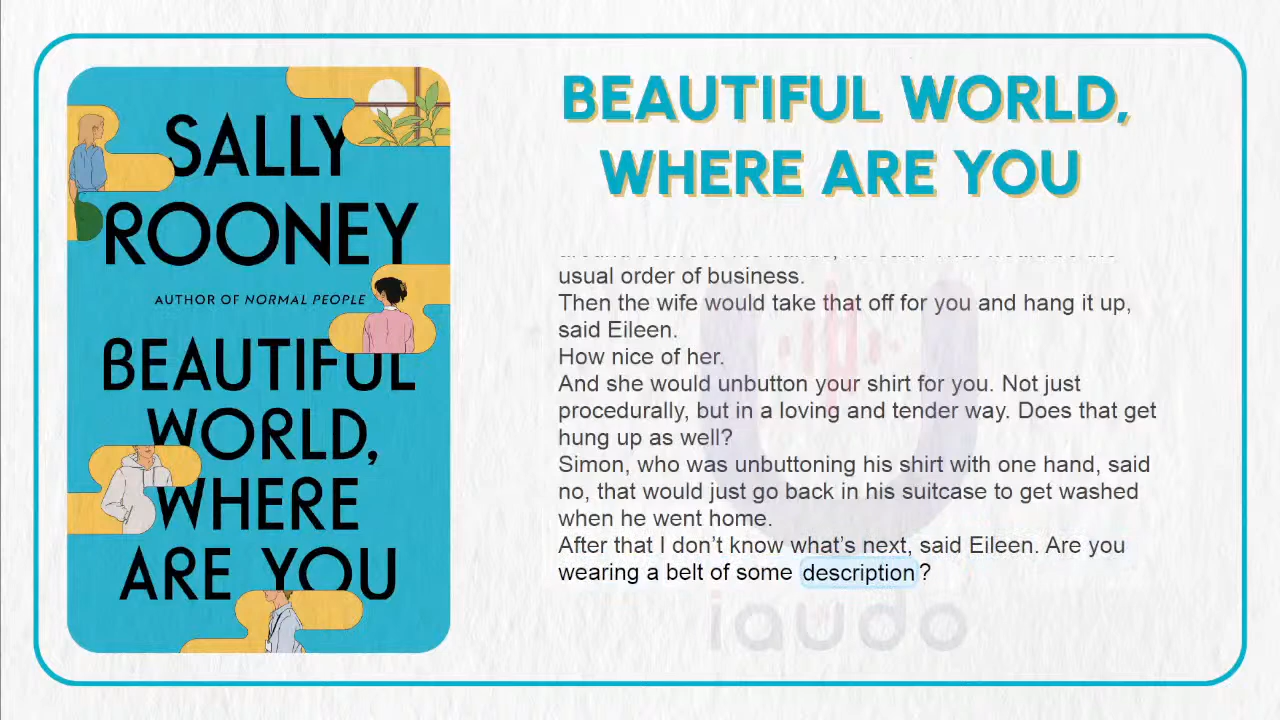 SALLY
ROONEY
AUTHOR OF NORMAL PEOPLE
BEAUTIFUL
WORLD,
WHERE
ARE YOU
BEAUTIFUL WORLD,
WHERE ARE YOU
usual order of business.
Then the wife would take that off for you and hang it up,
said Eileen.
How nice of her.
And she would unbutton your shirt for you. Not just
procedurally, but in a loving and tender way. Does that get
hung up as well?
Simon, who was unbuttoning his shirt with one hand, said
no, that would just go back in his suitcase to get washed
when he went home.
After that I don’t know what’s next, said Eileen. Are you
wearing a belt of some description?
iaudo